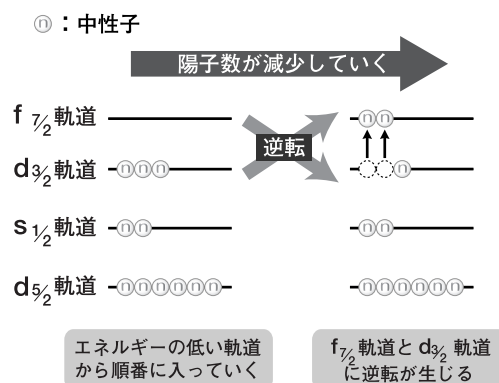 ⓝ：中性子
陽子数が減少していく
f 7/2 軌道
逆転
d 3/2 軌道
s 1/2 軌道
d 5/2 軌道
n n
n n n n
n n n n
n n n n n n n n n n n n
エネルギーの低い軌道
から順番に入っていく
f 7/2 軌道と d 3/2 軌道
に逆転が生じる